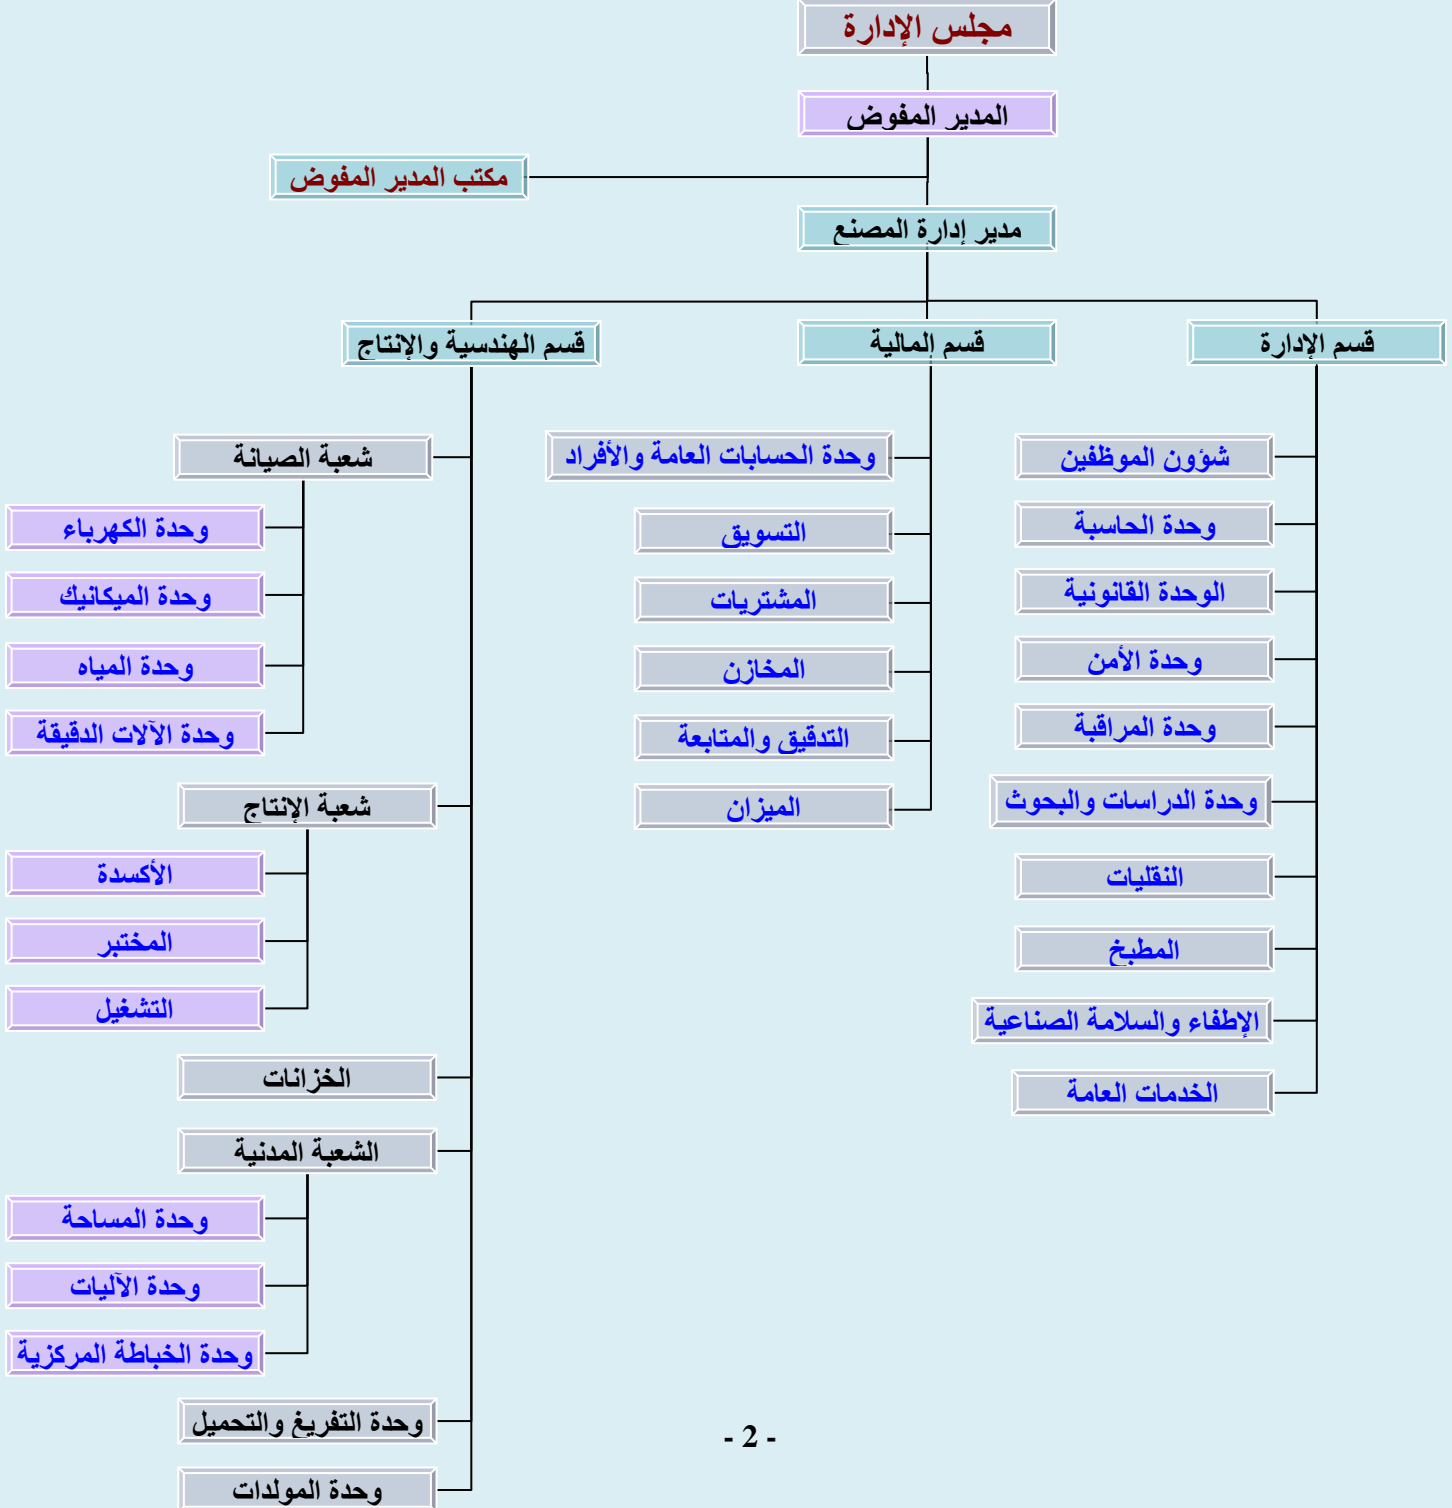 مجلس الإدارة
المدير المفوض
مكتب المدير المفوض
مدير إدارة المصنع
قسم الإدارة
قسم المالية
قسم الهندسية والإنتاج
شؤون الموظفين
وحدة الحاسبة
الوحدة القانونية
وحدة الأمن
وحدة المراقبة
وحدة الدراسات والبحوث
النقليات
المطبخ
الإطفاء والسلامة الصناعية
الخدمات العامة
وحدة الحسابات العامة والأفراد
التسويق
المشتريات
المخازن
التدقيق والمتابعة
الميزان
شعبة الصيانة
وحدة الكهرباء
وحدة الميكانيك
وحدة المياه
وحدة الآلات الدقيقة
شعبة الإنتاج
الأكسدة
المختبر
التشغيل
الخزانات
الشعبة المدنية
وحدة المساحة
وحدة الآليات
وحدة الخباطة المركزية
وحدة التفريغ والتحميل
وحدة المولدات
- 2 -